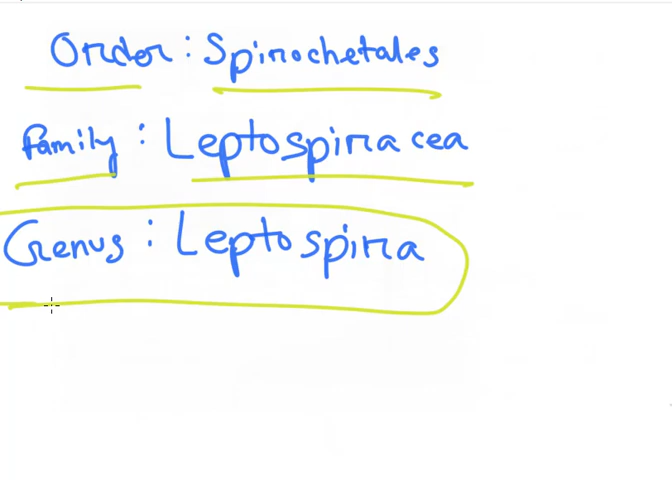 Order : Spirochetales
Family : Leptospiracea
Genus : Leptospira